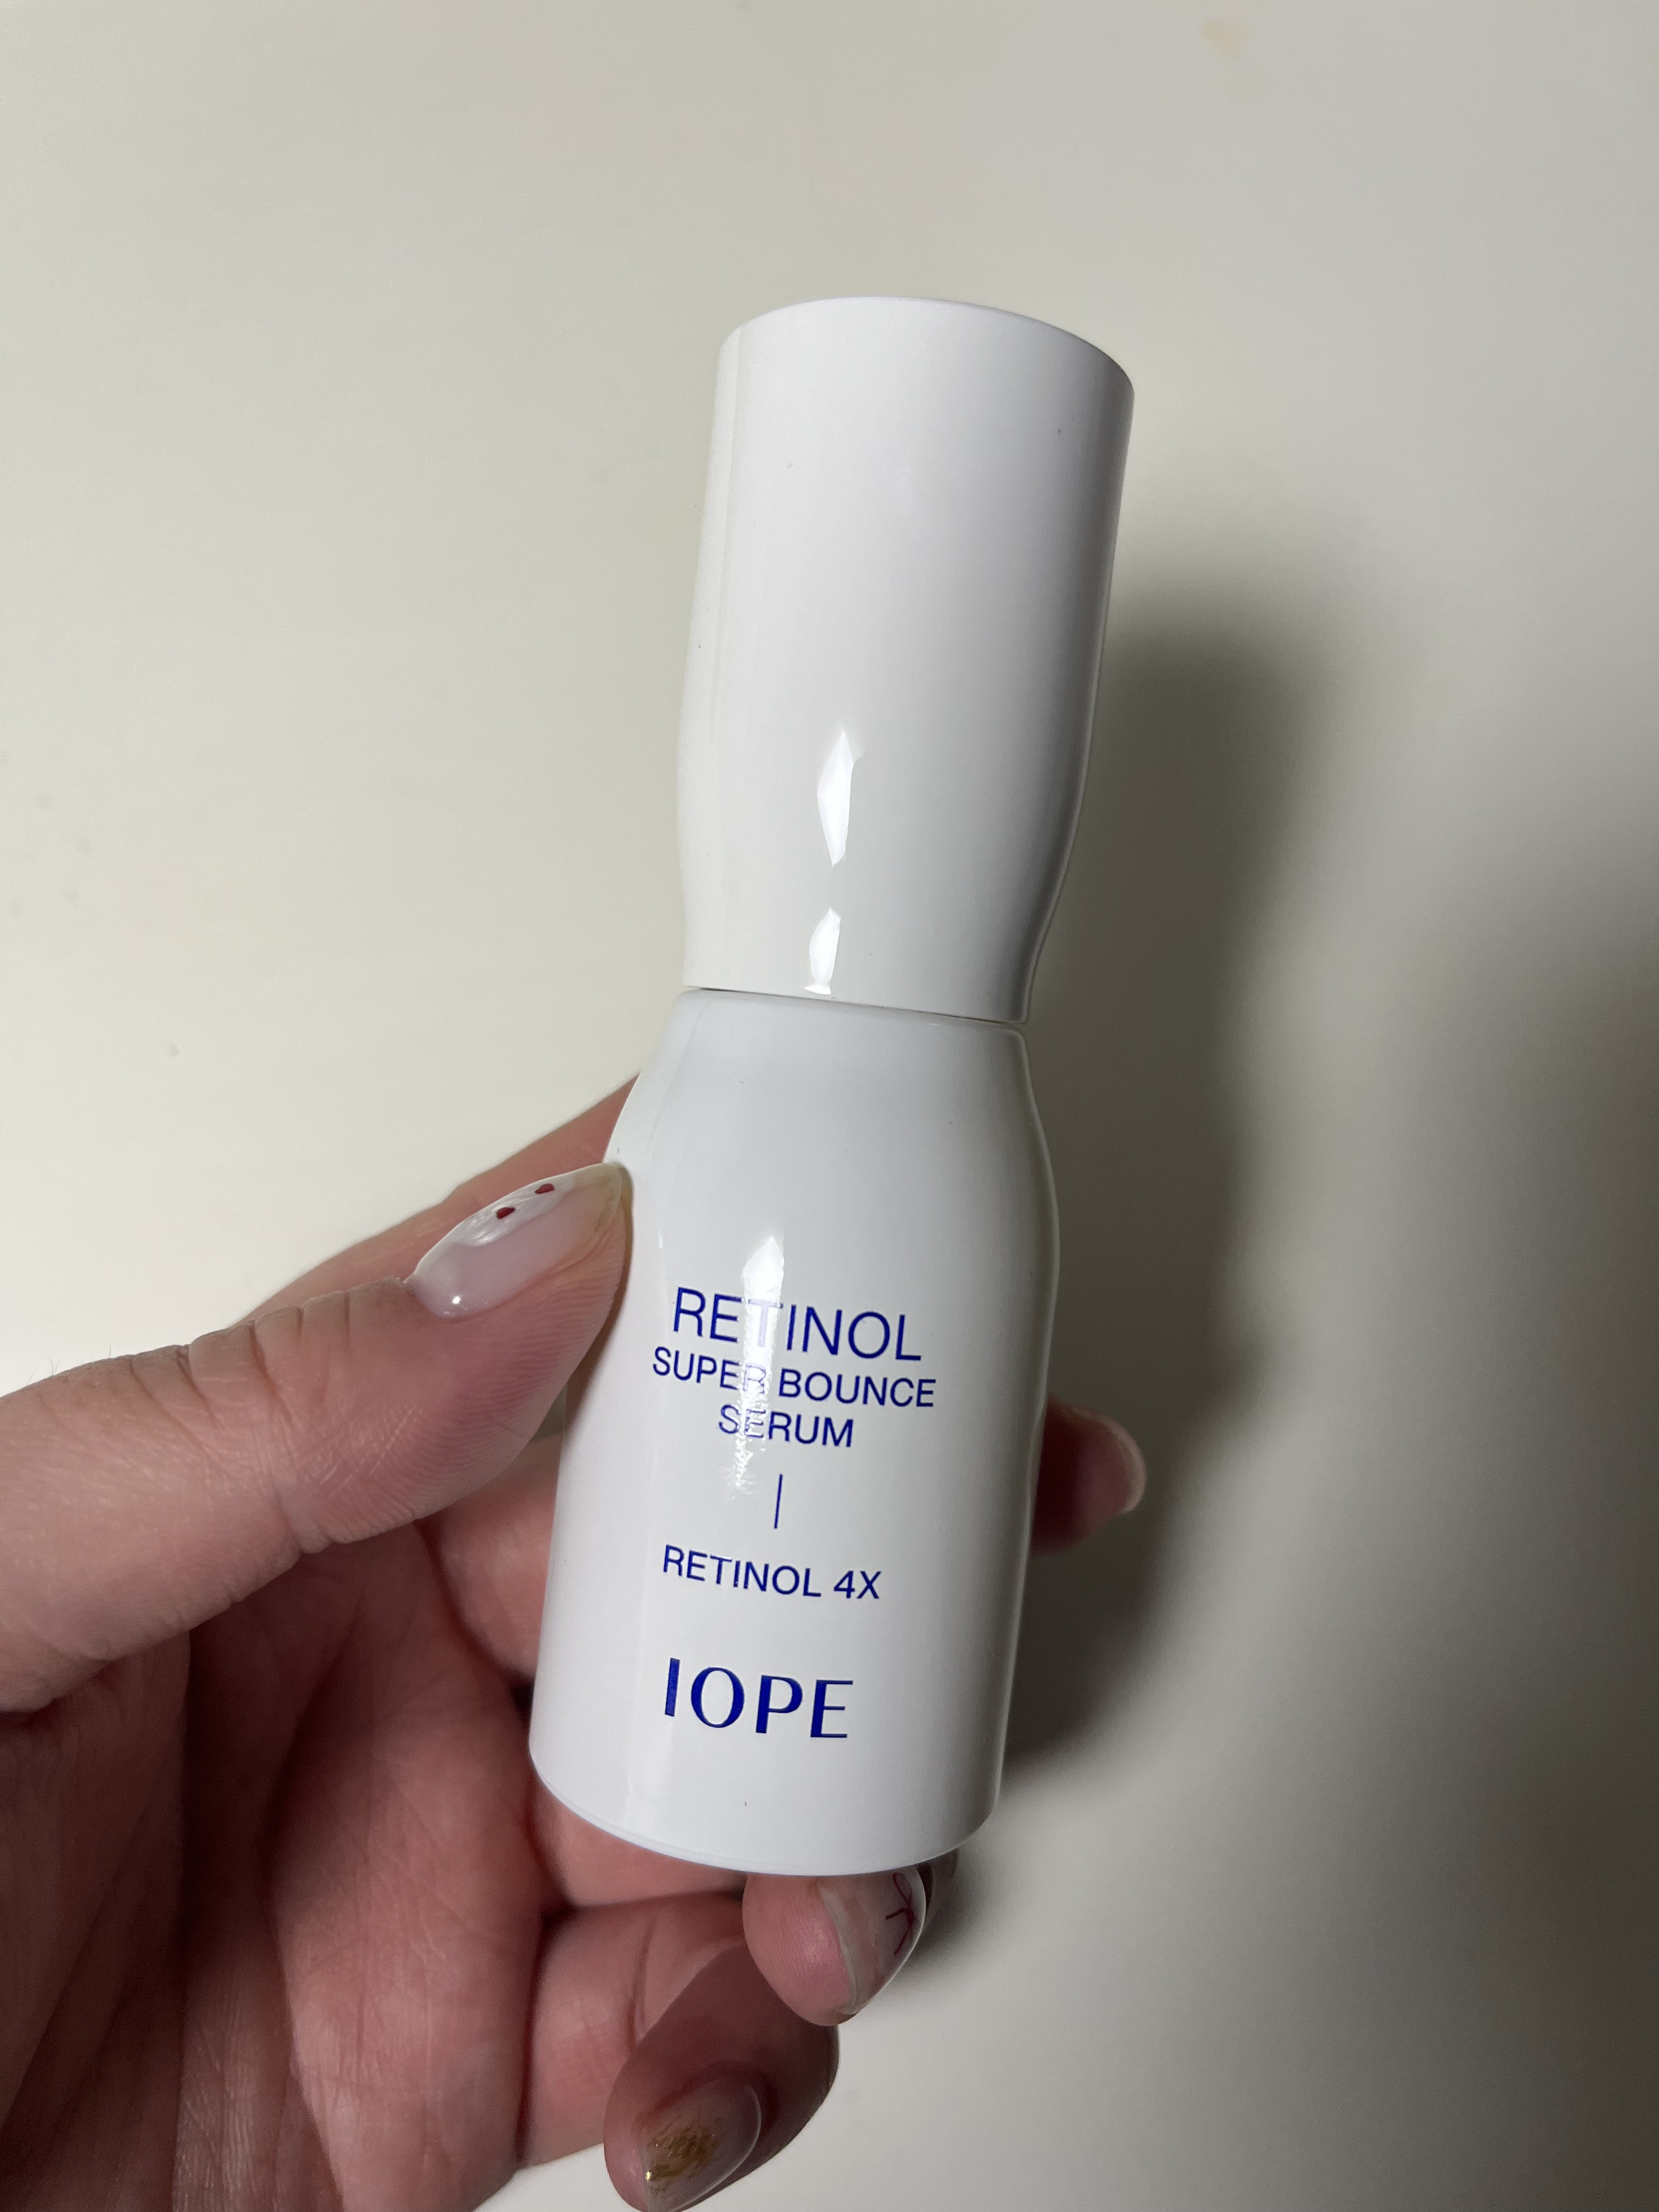 RETINOL
SUPER BOUNCE
SERUM
RETINOL 4X
IOPE